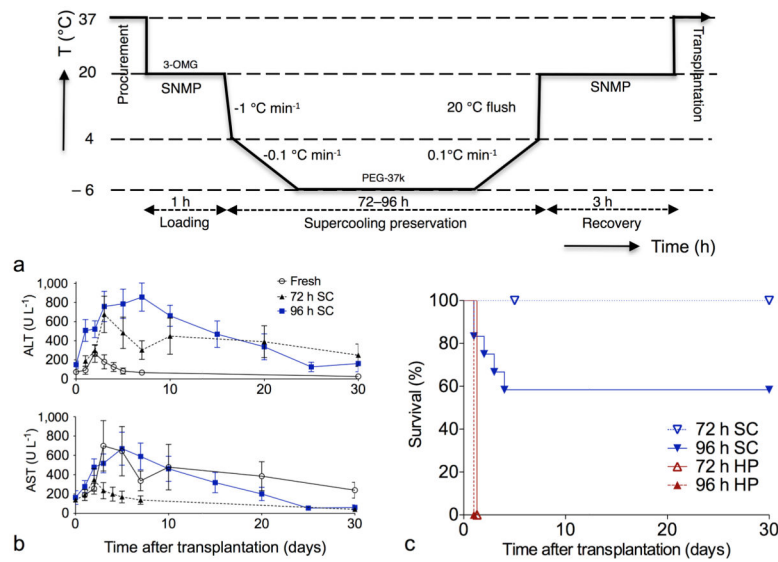 T (°C)
37
20
4
– 6
Procurement
3-OMG
SNMP
-1 °C min⁻¹
-0.1 °C min⁻¹
PEG-37k
20 °C flush
0.1°C min⁻¹
SNMP
Transplantation
1 h
72–96 h
3 h
Loading
Supercooling preservation
Recovery
Time (h)
a
ALT (U L⁻¹)
1,000
800
600
400
200
0
0 10 20 30
Fresh
72 h SC
96 h SC
AST (U L⁻¹)
1,000
800
600
400
200
0
0 10 20 30
b
Time after transplantation (days)
Survival (%)
100
80
60
40
20
0
0 10 20 30
72 h SC
96 h SC
72 h HP
96 h HP
c
Time after transplantation (days)